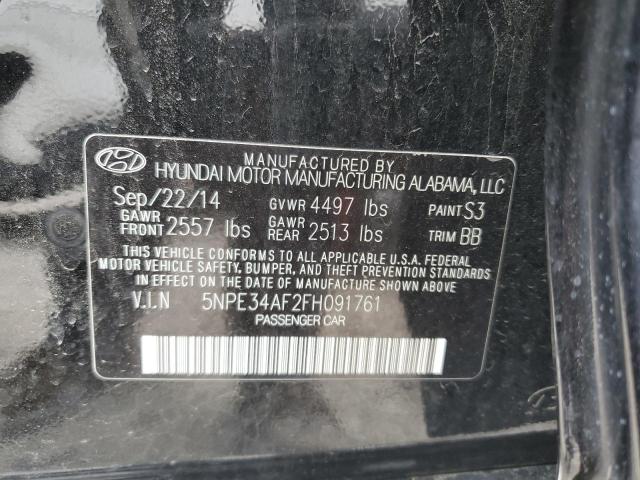 MANUFACTURED BY
HYUNDAI MOTOR MANUFACTURING ALABAMA, LLC
Sep/22/14 GVWR 4497 lbs PAINT S3
GAWR FRONT 2557 lbs GAWR REAR 2513 lbs TRIM BB
THIS VEHICLE CONFORMS TO ALL APPLICABLE U.S.A. FEDERAL
MOTOR VEHICLE SAFETY, BUMPER, AND THEFT PREVENTION STANDARDS
IN EFFECT ON THE DATE OF MANUFACTURE SHOWN ABOVE.
V.I.N 5NPE34AF2FH091761
PASSENGER CAR